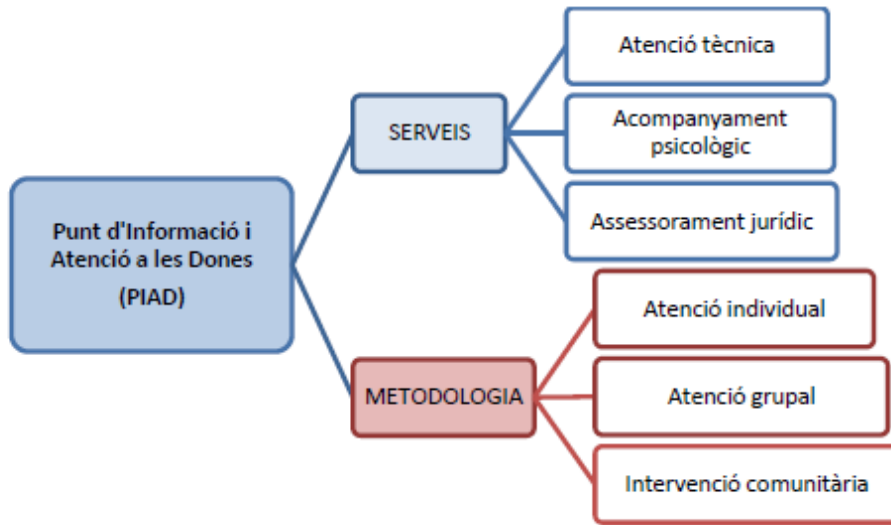 Punt d'Informació i
Atenció a les Dones
(PIAD)
SERVEIS
Atenció tècnica
Acompanyament
psicològic
Assessorament jurídic
METODOLOGIA
Atenció individual
Atenció grupal
Intervenció comunitària